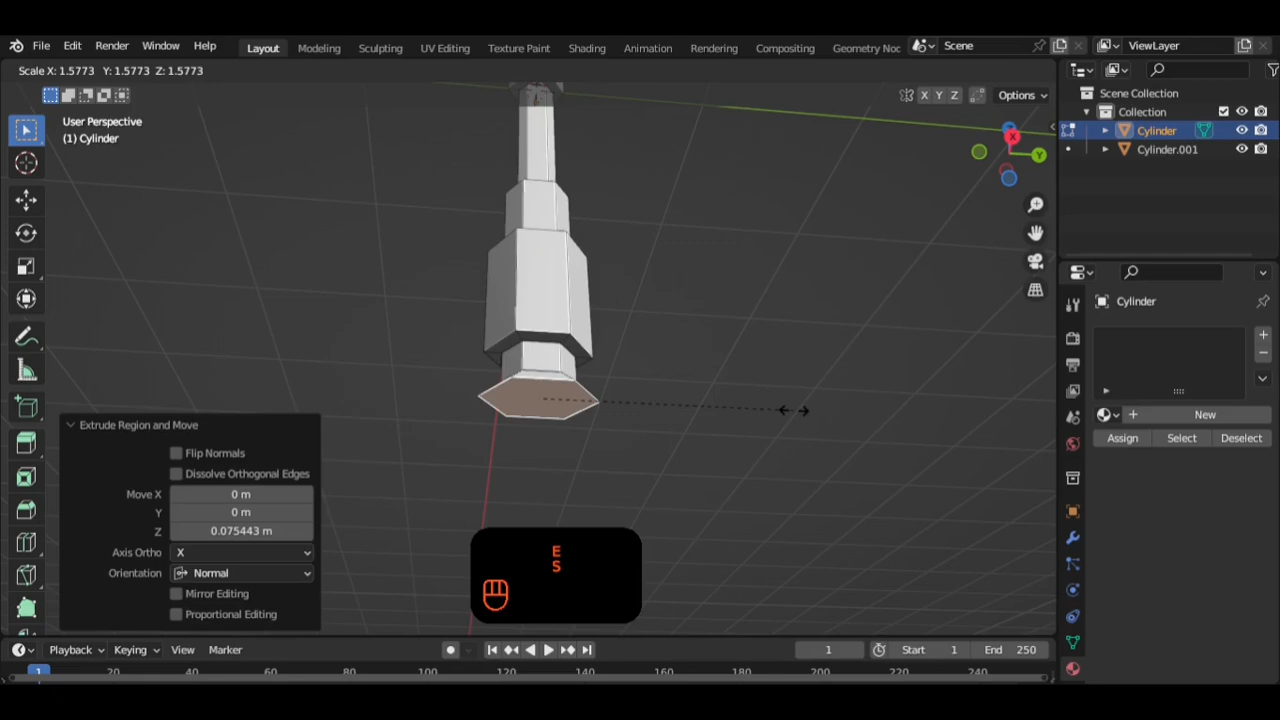 File Edit Render Window Help Layout Modeling Sculpting UV Editing Texture Paint Shading Animation Rendering Compositing Geometry Noc Scene ViewLayer
Scale X: 1.5773 Y: 1.5773 Z: 1.5773
X Y Z Options
Scene Collection
Collection
Cylinder
Cylinder.001
User Perspective
(1) Cylinder
X
Y
Cylinder
New
Assign Select Deselect
Extrude Region and Move
Flip Normals
Dissolve Orthogonal Edges
Move X 0 m
Y 0 m
Z 0.075443 m
Axis Ortho X
Orientation Normal
Mirror Editing
Proportional Editing
E
S
Playback Keying View Marker 1 Start 1 End 250
1 20 40 60 80 100 120 140 160 180 200 220 240